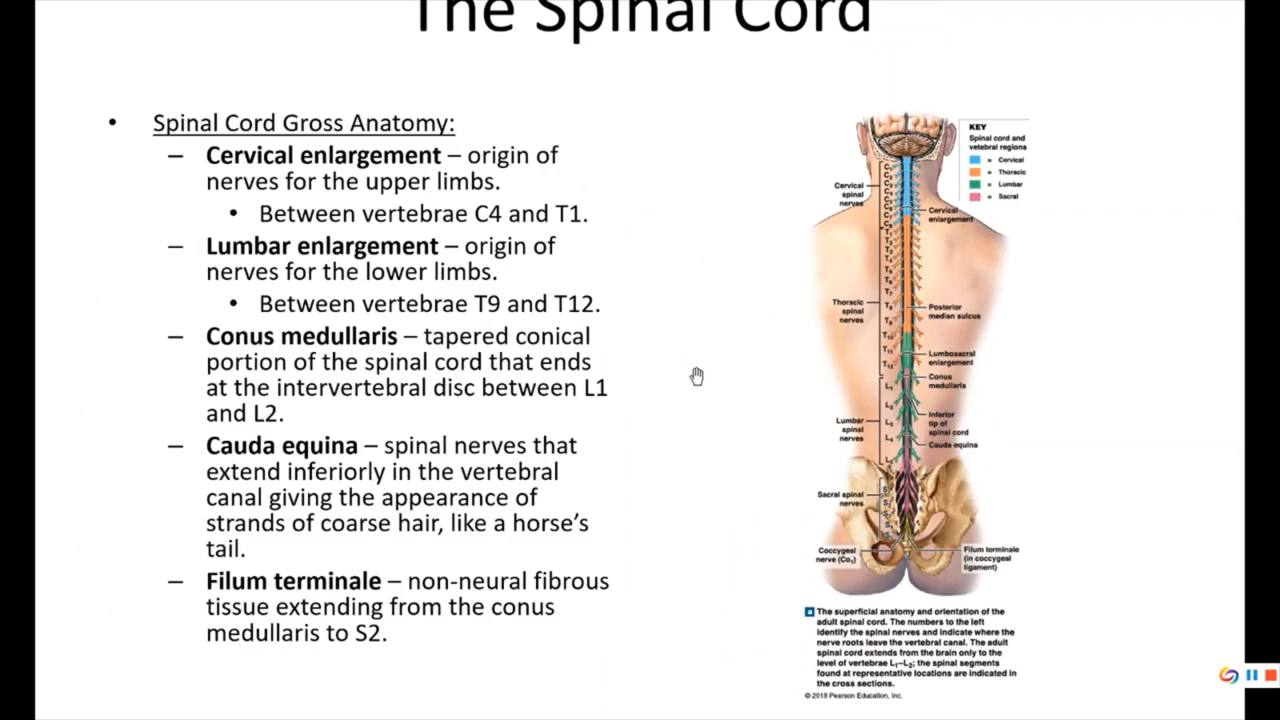 The Spinal Cord
• Spinal Cord Gross Anatomy:
– Cervical enlargement – origin of
nerves for the upper limbs.
• Between vertebrae C4 and T1.
– Lumbar enlargement – origin of
nerves for the lower limbs.
• Between vertebrae T9 and T12.
– Conus medullaris – tapered conical
portion of the spinal cord that ends
at the intervertebral disc between L1
and L2.
– Cauda equina – spinal nerves that
extend inferiorly in the vertebral
canal giving the appearance of
strands of coarse hair, like a horse's
tail.
– Filum terminale – non-neural fibrous
tissue extending from the conus
medullaris to S2.
KEY
Spinal cord and
vetebral regions
= Cervical
= Thoracic
= Lumbar
= Sacral
Cervical
spinal
nerves
Cervical
enlargement
Thoracic
spinal
nerves
Posterior
median sulcus
Lumbosacral
enlargement
Conus
medullaris
Inferior
tip of
spinal cord
Cauda equina
Lumbar
spinal
nerves
Sacral spinal
nerves
Coccygeal
nerve (Co₁)
Filum terminale
(in coccygeal
ligament)
T₁₀
T₁₁
T₁₂
L₁
L₂
L₃
L₄
The superficial anatomy and orientation of the
adult spinal cord. The numbers to the left
identify the spinal nerves and indicate where the
nerve roots leave the vertebral canal. The adult
spinal cord extends from the brain only to the
level of vertebrae L₁–L₂; the spinal segments
found at representative locations are indicated in
the cross sections.
© 2018 Pearson Education, Inc.